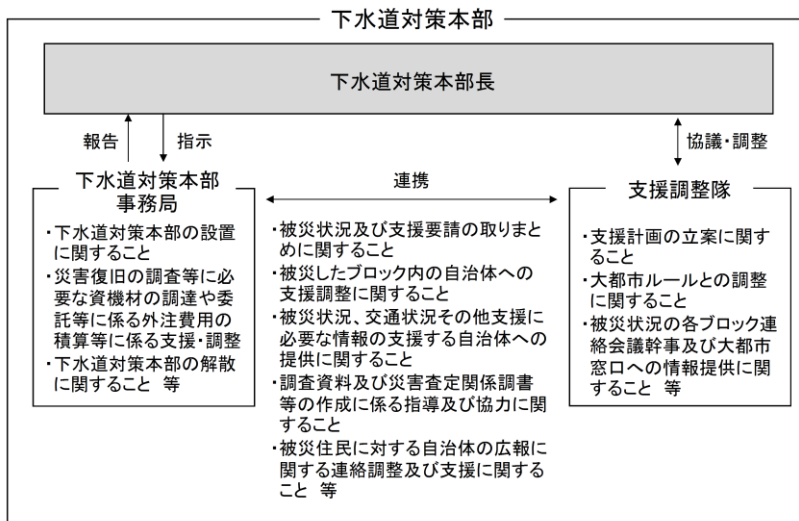 下水道対策本部
下水道対策本部長
報告
指示
協議・調整
下水道対策本部
事務局
・下水道対策本部の設置
に関すること
・災害復旧の調査等に必
要な資機材の調達や委
託等に係る外注費用の
積算等に係る支援・調整
・下水道対策本部の解散
に関すること 等
連携
・被災状況及び支援要請の取りまと
めに関すること
・被災したブロック内の自治体への
支援調整に関すること
・被災状況、交通状況その他支援に
必要な情報の支援する自治体への
提供に関すること
・調査資料及び災害査定関係調書
等の作成に係る指導及び協力に関
すること
・被災住民に対する自治体の広報に
関する連絡調整及び支援に関する
こと 等
支援調整隊
・支援計画の立案に関す
ること
・大都市ルールとの調整
に関すること
・被災状況の各ブロック連
絡会議幹事及び大都市
窓口への情報提供に関
すること 等